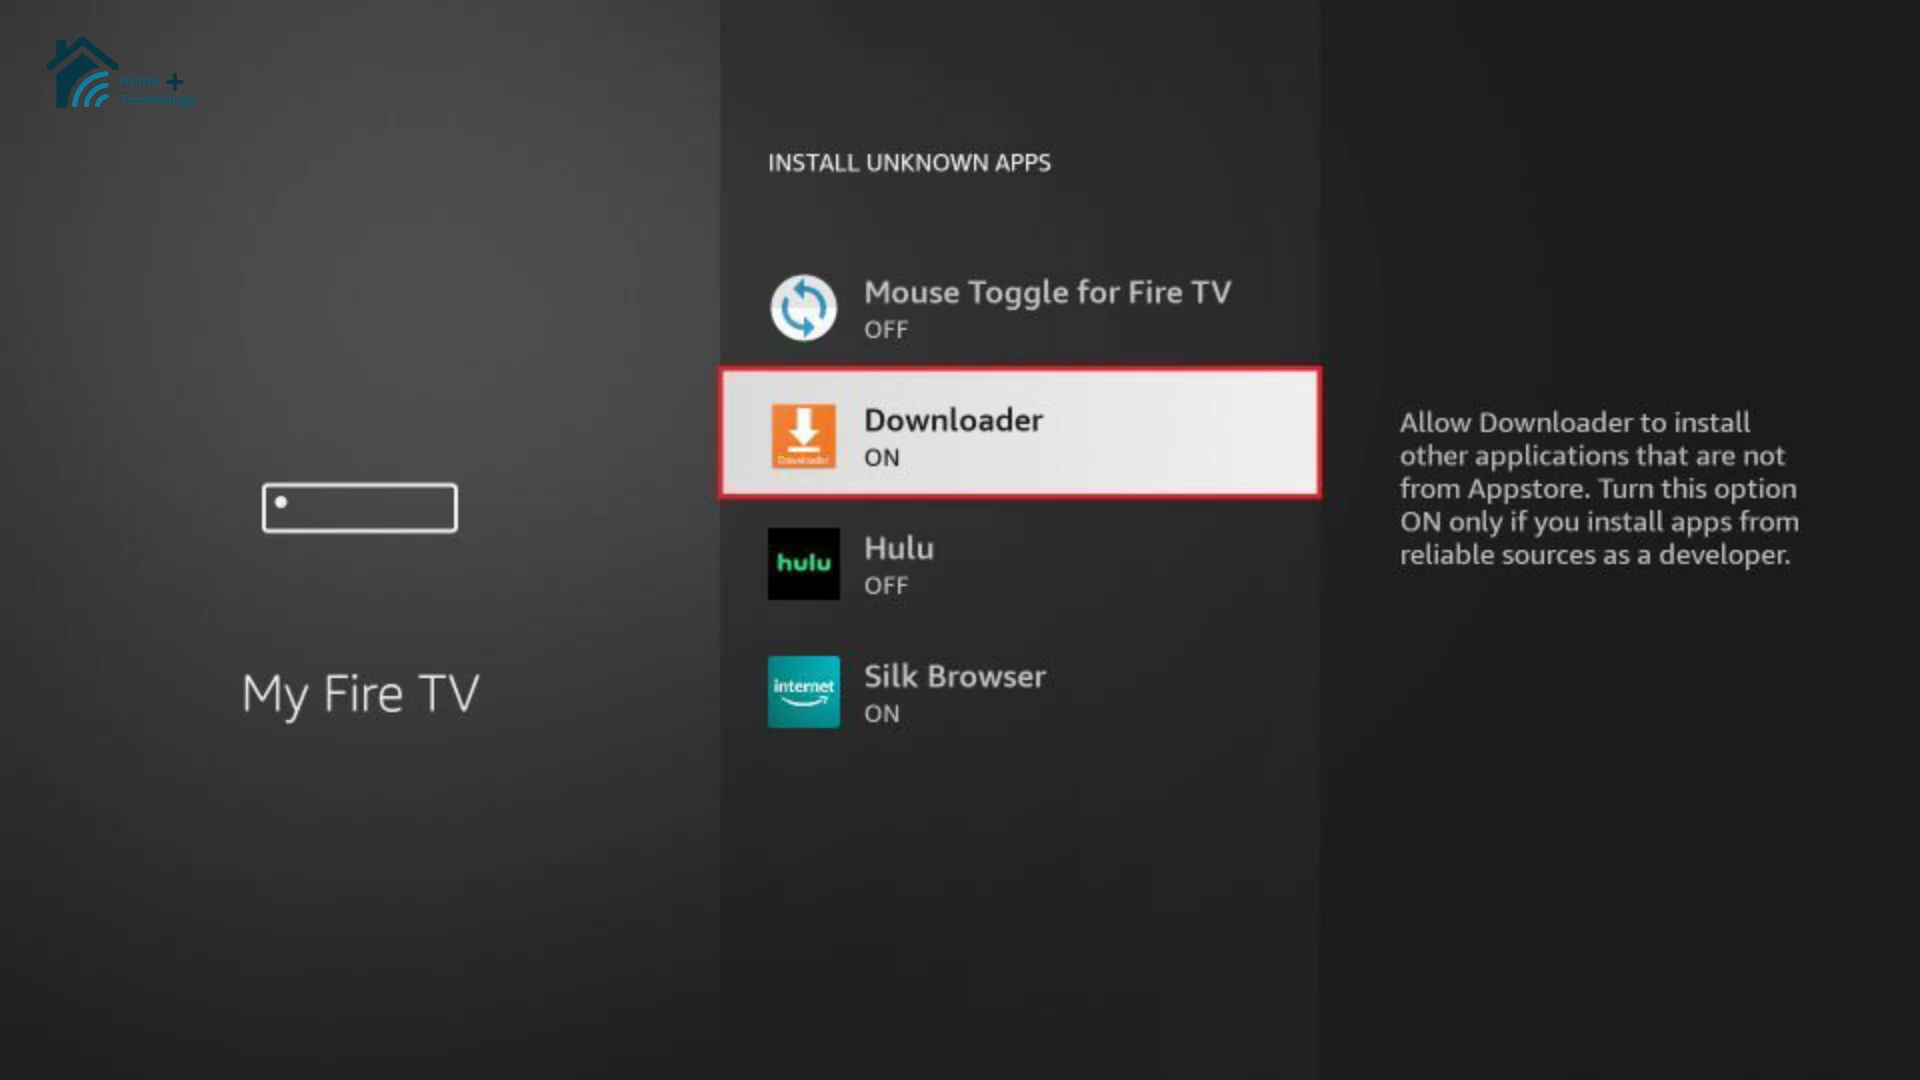 Home +
Technology
INSTALL UNKNOWN APPS
Mouse Toggle for Fire TV
OFF
Downloader
Downloader
ON
hulu
Hulu
OFF
internet
Silk Browser
ON
My Fire TV
Allow Downloader to install
other applications that are not
from Appstore. Turn this option
ON only if you install apps from
reliable sources as a developer.